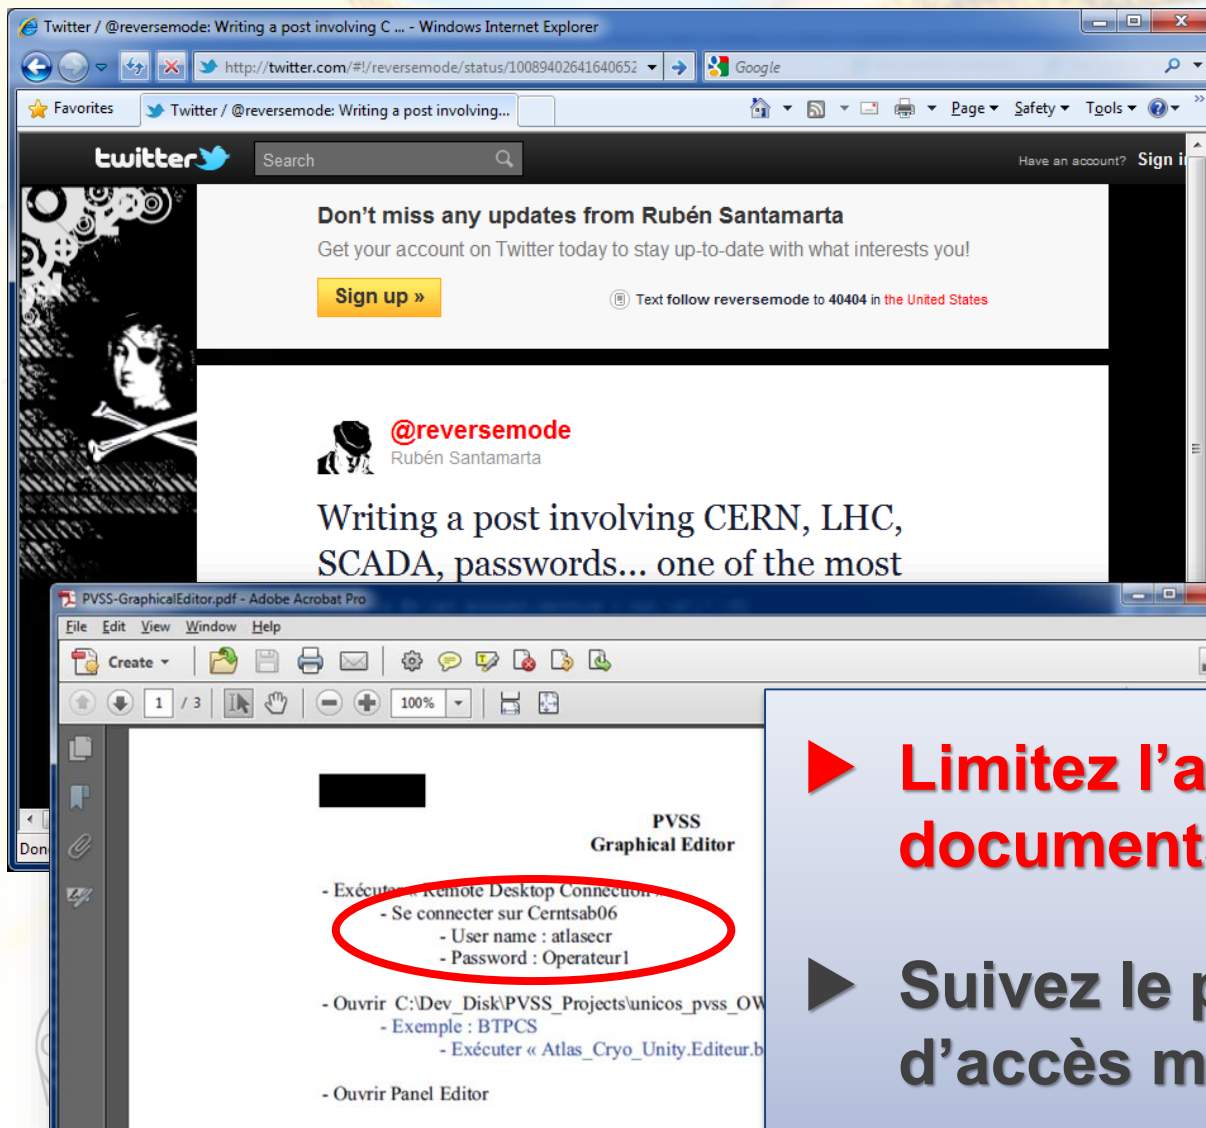 Twitter / @reversemode: Writing a post involving C ... - Windows Internet Explorer
http://twitter.com/#!/reversemode/status/10089402641640652
Google
Favorites
Twitter / @reversemode: Writing a post involving...
Page
Safety
Tools
twitter
Search
Have an account? Sign i
Don't miss any updates from Rubén Santamarta
Get your account on Twitter today to stay up-to-date with what interests you!
Sign up »
Text follow reversemode to 40404 in the United States
@reversemode
Rubén Santamarta
Writing a post involving CERN, LHC,
SCADA, passwords... one of the most
PVSS-GraphicalEditor.pdf - Adobe Acrobat Pro
File Edit View Window Help
Create
1 / 3
100%
Don
PVSS
Graphical Editor
- Exécuter « Remote Desktop Connection »
- Se connecter sur Cerntsab06
- User name : atlasecr
- Password : Operateur1
- Ouvrir C:\Dev_Disk\PVSS_Projects\unicos_pvss_OW
- Exemple : BTPCS
- Exécuter « Atlas_Cryo_Unity.Editeur.b
- Ouvrir Panel Editor
Limitez l'a
document
Suivez le p
d'accès m